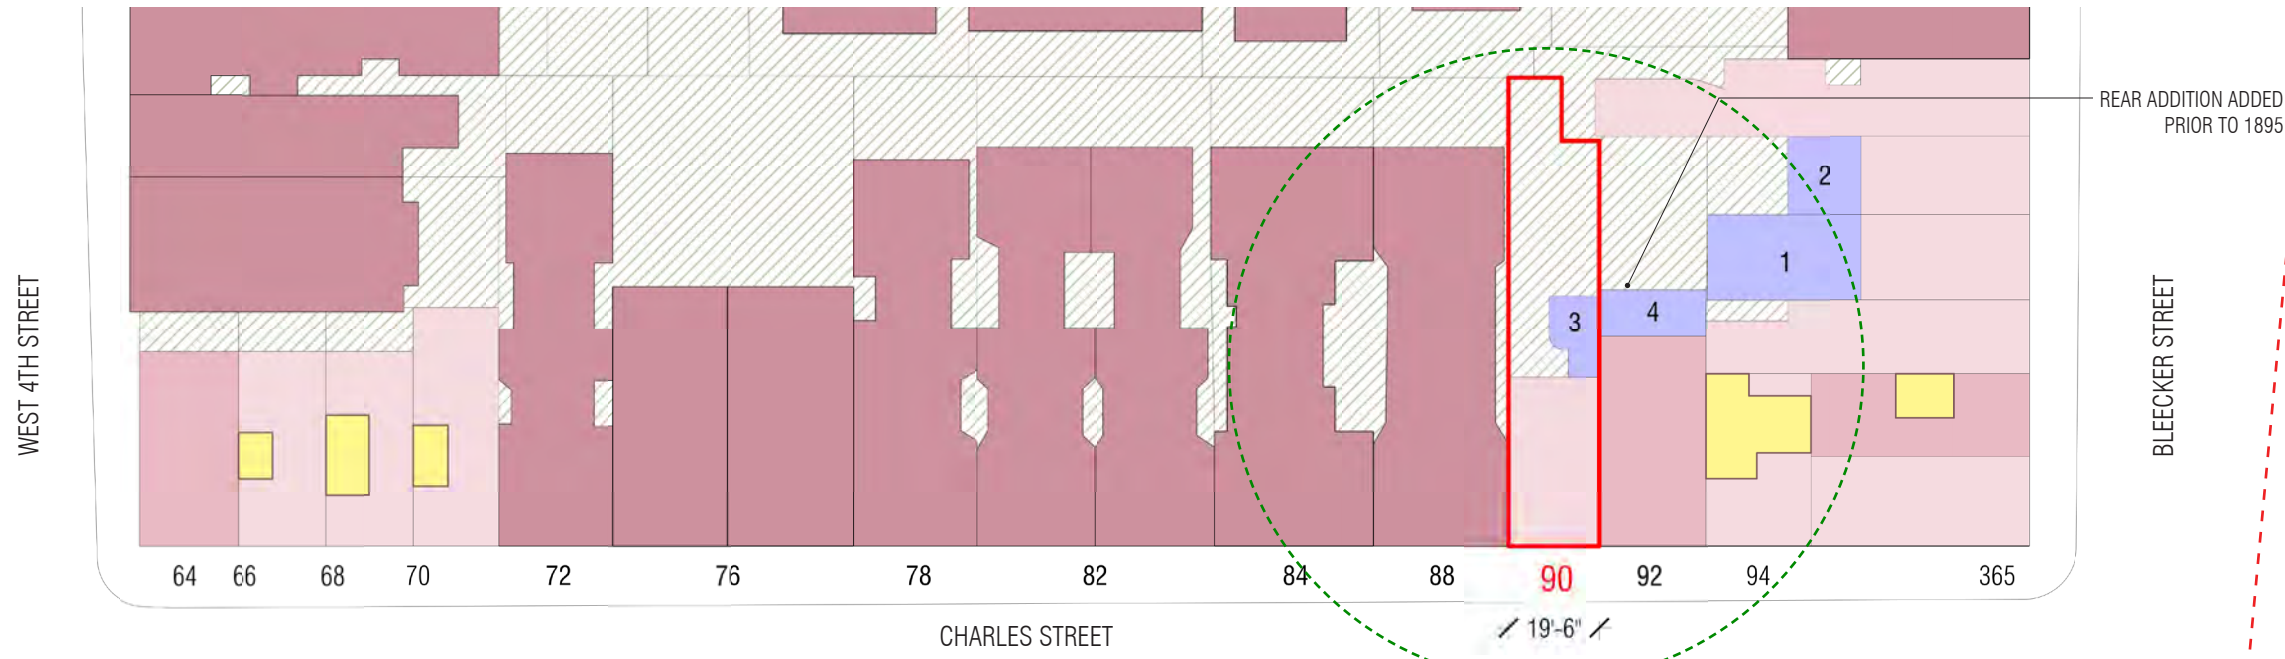 REAR ADDITION ADDED
PRIOR TO 1895
2
1
3
4
WEST 4TH STREET
BLEECKER STREET
64 66 68 70 72 76 78 82 84 88 90 92 94 365
19'-6"
CHARLES STREET